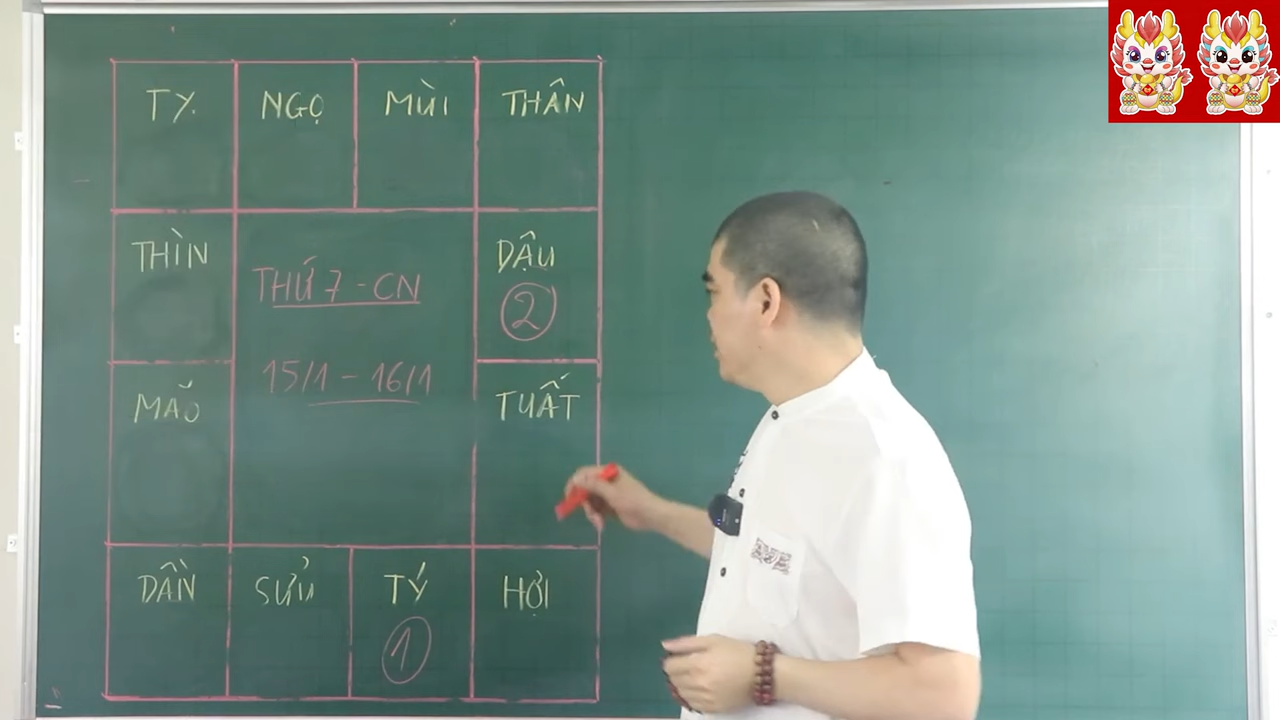 TỴ
NGỌ
MÙI
THÂN
THÌN
THỨ 7 - CN
DẬU
2
15/1 - 16/1
MÃO
TUẤT
DẦN
SỬU
TÝ
1
HỢI